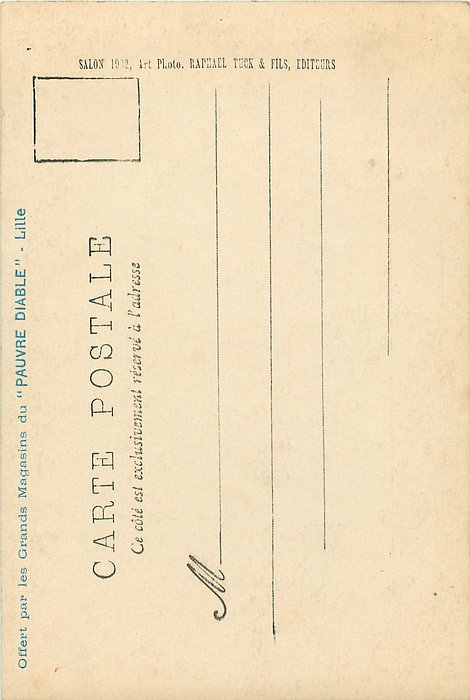 Offert par les Grands Magasins du "PAUVRE DIABLE" - Lille
CARTE POSTALE
Ce côté est exclusivement réservé à l'adresse
M
SALON 1902, Art Photo. RAPHAEL TUCK & FILS, EDITEURS